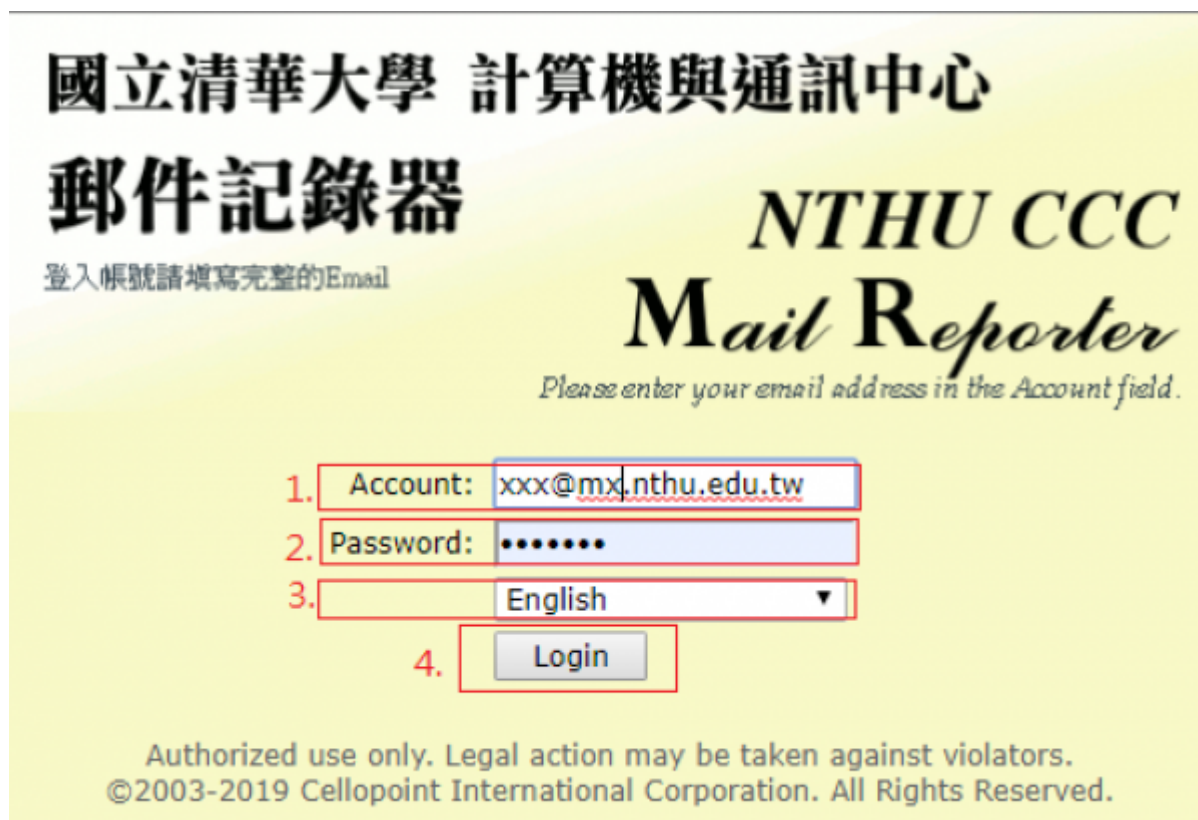 國立清華大學 計算機與通訊中心
郵件記錄器
登入帳號請填寫完整的Email
NTHU CCC
Mail Reporter
Please enter your email address in the Account field.
1. Account: xxx@mx.nthu.edu.tw
2. Password: •••••••
3. English ▼
4. Login
Authorized use only. Legal action may be taken against violators.
©2003-2019 Cellopoint International Corporation. All Rights Reserved.